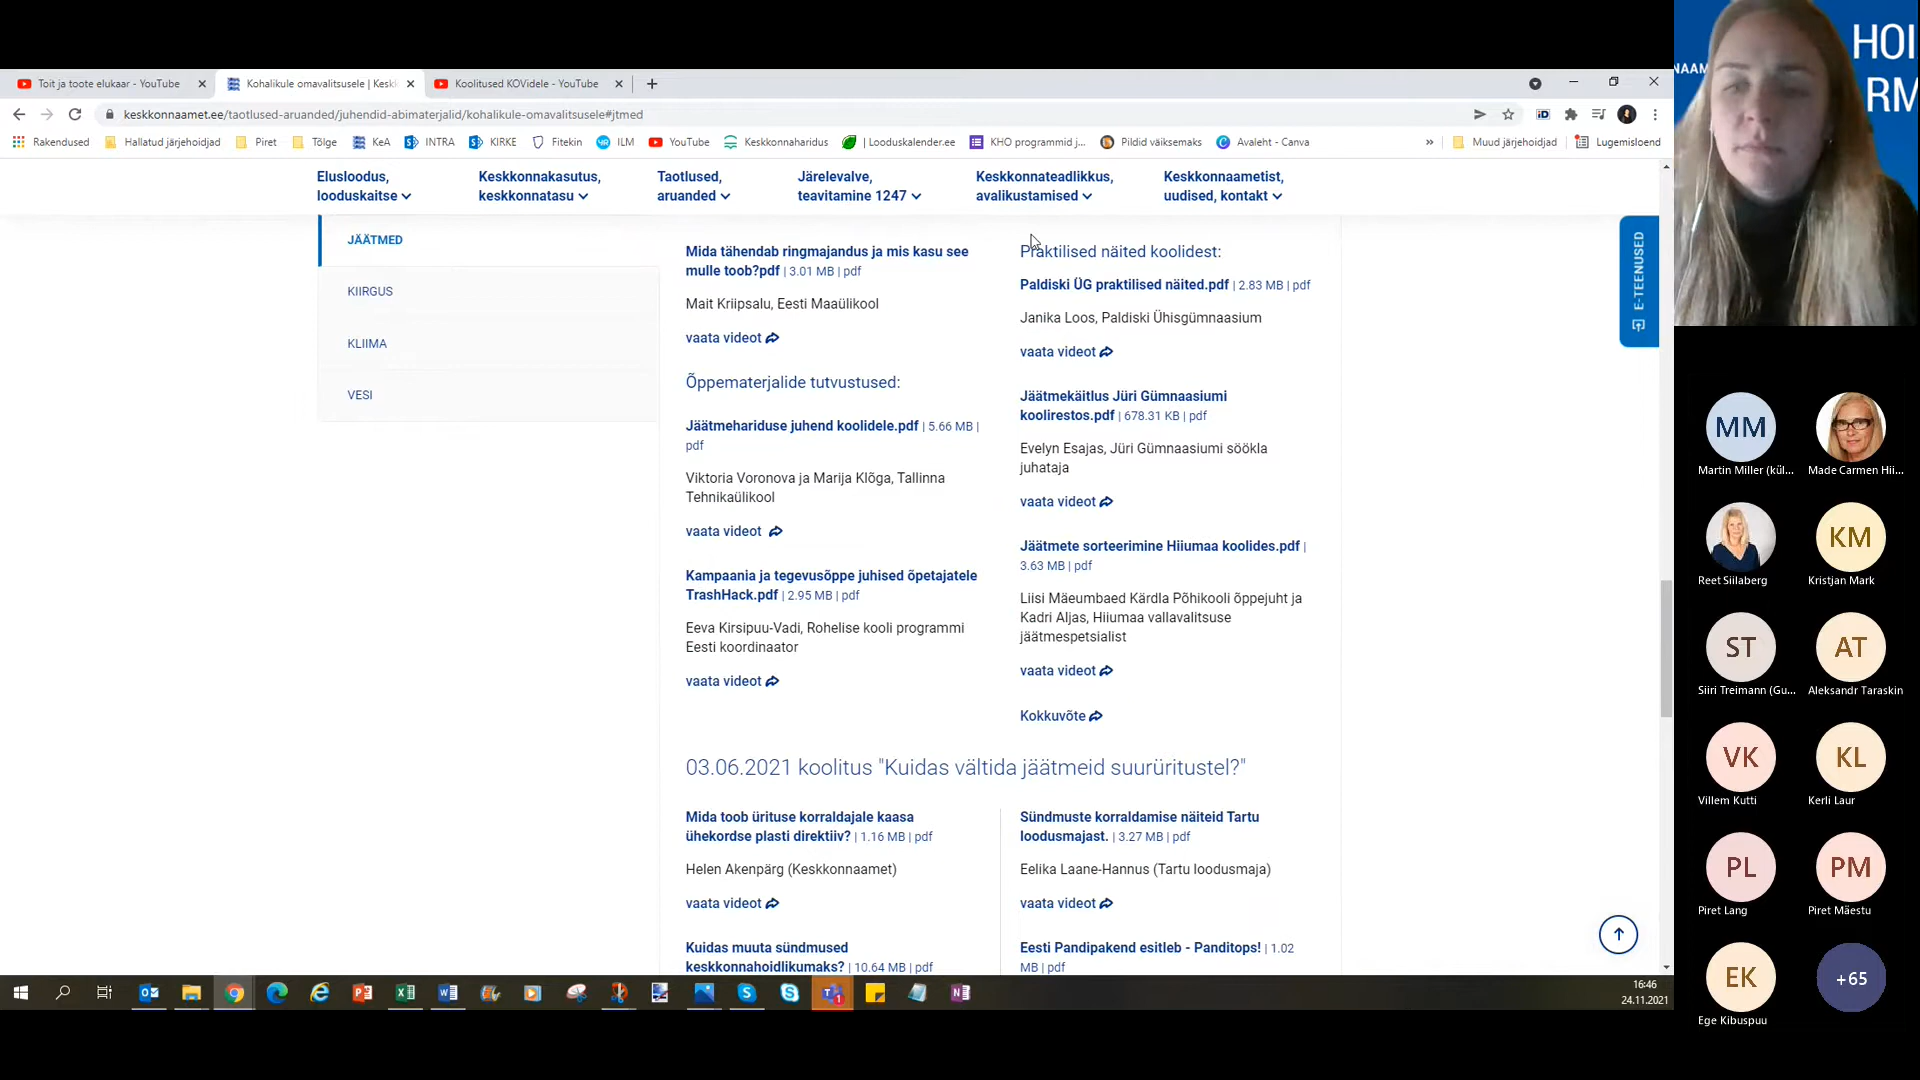 Toit ja toote elukaar - YouTube
Kohalikule omavalitsusele | Keskk
Koolitused KOVidele - YouTube
keskkonnaamet.ee/taotlused-aruanded/juhendid-abimaterjalid/kohalikule-omavalitsusele#jtmed
Rakendused
Hallatud järjehoidjad
Piret
Tõlge
KeA
INTRA
KIRKE
Fitekin
ILM
YouTube
Keskkonnaharidus
| Looduskalender.ee
KHO programmid j...
Pildid väiksemaks
Avaleht - Canva
»
Muud järjehoidjad
Lugemisloend
Elusloodus,
looduskaitse
Keskkonnakasutus,
keskkonnatasu
Taotlused,
aruanded
Järelevalve,
teavitamine 1247
Keskkonnateadlikkus,
avalikustamised
Keskkonnaametist,
uudised, kontakt
JÄÄTMED
KIIRGUS
KLIIMA
VESI
Mida tähendab ringmajandus ja mis kasu see
mulle toob?pdf | 3.01 MB | pdf
Mait Kriipsalu, Eesti Maaülikool
vaata videot
Õppematerjalide tutvustused:
Jäätmehariduse juhend koolidele.pdf | 5.66 MB |
pdf
Viktoria Voronova ja Marija Klõga, Tallinna
Tehnikaülikool
vaata videot
Kampaania ja tegevusõppe juhised õpetajatele
TrashHack.pdf | 2.95 MB | pdf
Eeva Kirsipuu-Vadi, Rohelise kooli programmi
Eesti koordinaator
vaata videot
Praktilised näited koolidest:
Paldiski ÜG praktilised näited.pdf | 2.83 MB | pdf
Janika Loos, Paldiski Ühisgümnaasium
vaata videot
Jäätmekäitlus Jüri Gümnaasiumi
koolirestos.pdf | 678.31 KB | pdf
Evelyn Esajas, Jüri Gümnaasiumi söökla
juhataja
vaata videot
Jäätmete sorteerimine Hiiumaa koolides.pdf |
3.63 MB | pdf
Liisi Mäeumbaed Kärdla Põhikooli õppejuht ja
Kadri Aljas, Hiiumaa vallavalitsuse
jäätmespetsialist
vaata videot
Kokkuvõte
03.06.2021 koolitus "Kuidas vältida jäätmeid suurüritustel?"
Mida toob ürituse korraldajale kaasa
ühekordse plasti direktiiv? | 1.16 MB | pdf
Helen Akenpärg (Keskkonnaamet)
vaata videot
Kuidas muuta sündmused
keskkonnahoidlikumaks? | 10.64 MB | pdf
Sündmuste korraldamise näiteid Tartu
loodusmajast. | 3.27 MB | pdf
Eelika Laane-Hannus (Tartu loodusmaja)
vaata videot
Eesti Pandipakend esitleb - Panditops! | 1.02
MB | pdf
E-TEENUSED
16:46
24.11.2021
HOI
NAAM
RM
MM
Martin Miller (kül...
Made Carmen Hii...
Reet Siilaberg
KM
Kristjan Mark
ST
Siiri Treimann (Gu...
AT
Aleksandr Taraskin
VK
Villem Kutti
KL
Kerli Laur
PL
Piret Lang
PM
Piret Mäestu
EK
Ege Kibuspuu
+65